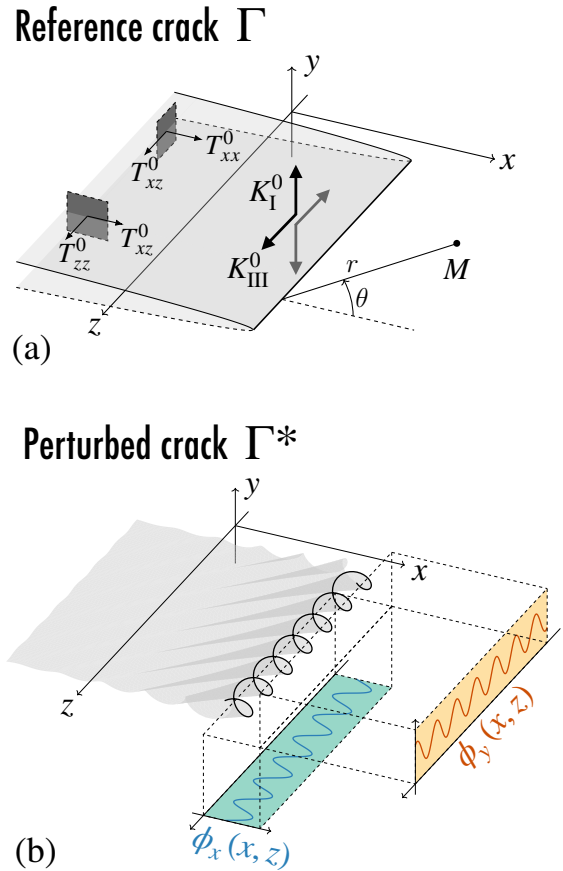 Reference crack Γ
y
x
T⁰xx
T⁰xz
K⁰I
T⁰xz
T⁰zz
K⁰III
r
M
θ
z
(a)
Perturbed crack Γ*
y
x
z
ϕy(x, z)
ϕx(x, z)
(b)